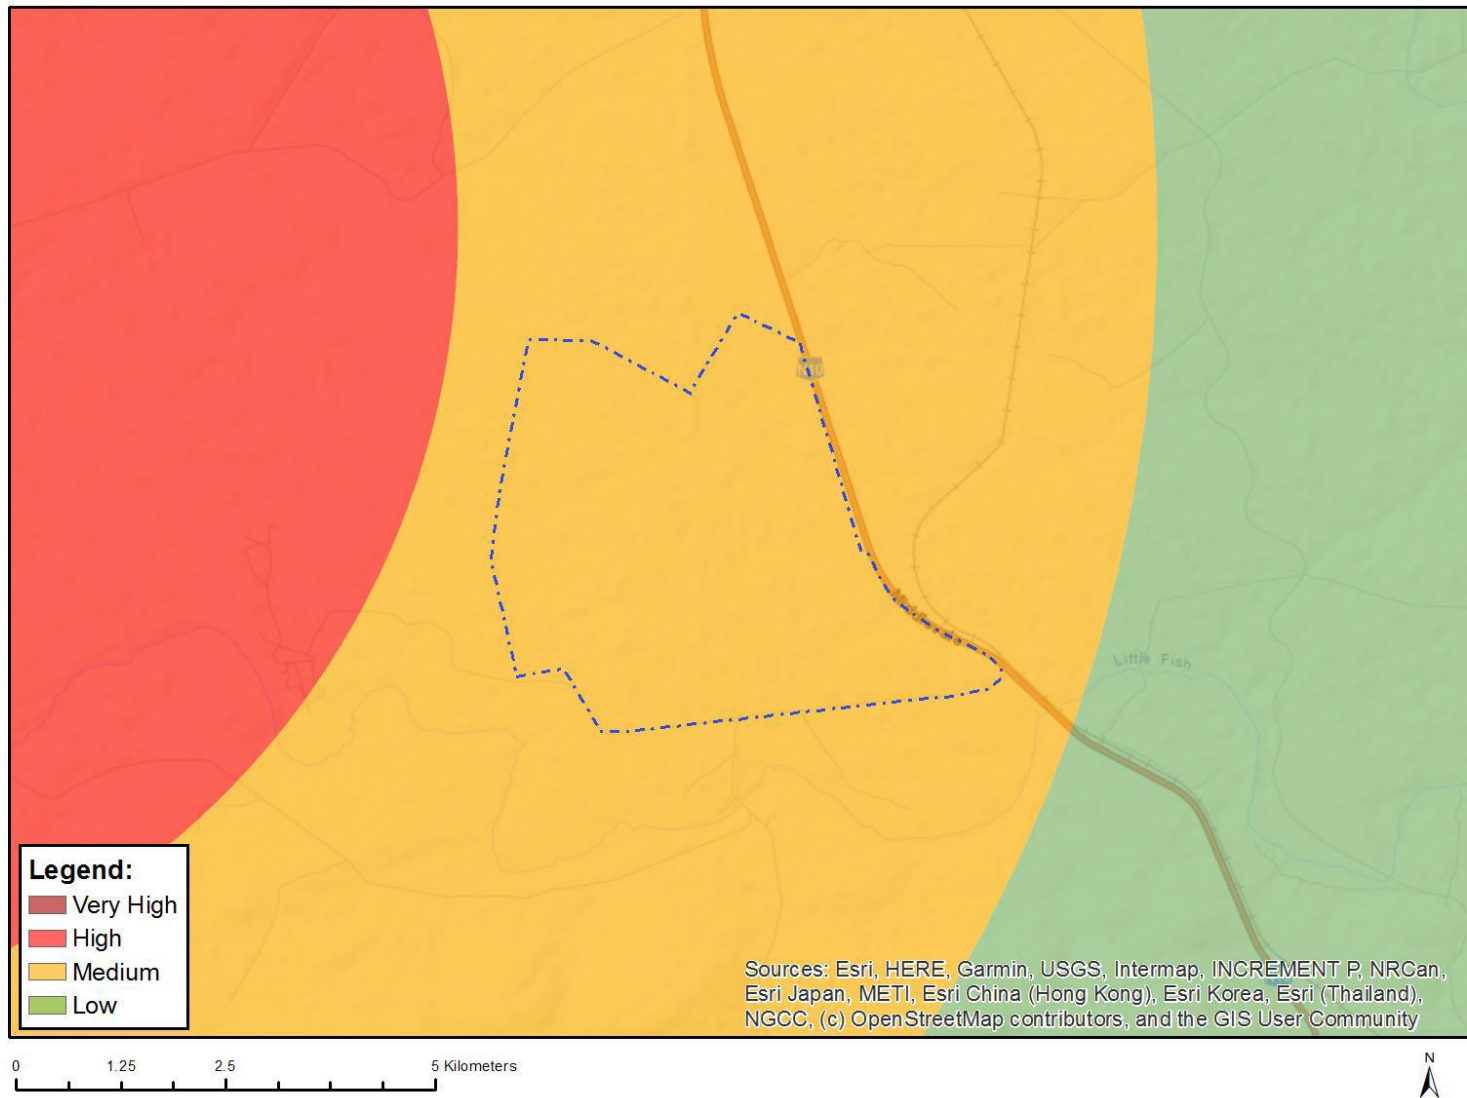 N10
Little Fish
Legend:
Very High
High
Medium
Low
Sources: Esri, HERE, Garmin, USGS, Intermap, INCREMENT P, NRCan,
Esri Japan, METI, Esri China (Hong Kong), Esri Korea, Esri (Thailand),
NGCC, (c) OpenStreetMap contributors, and the GIS User Community
0 1.25 2.5 5 Kilometers
N